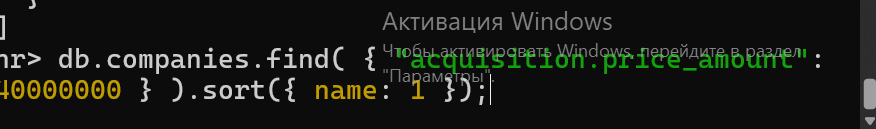 ]
Активация Windows
nr> db.companies.find( { "acquisition.price_amount":
Чтобы активировать Windows, перейдите в раздел
"Параметры".
40000000 } ).sort({ name: 1 });